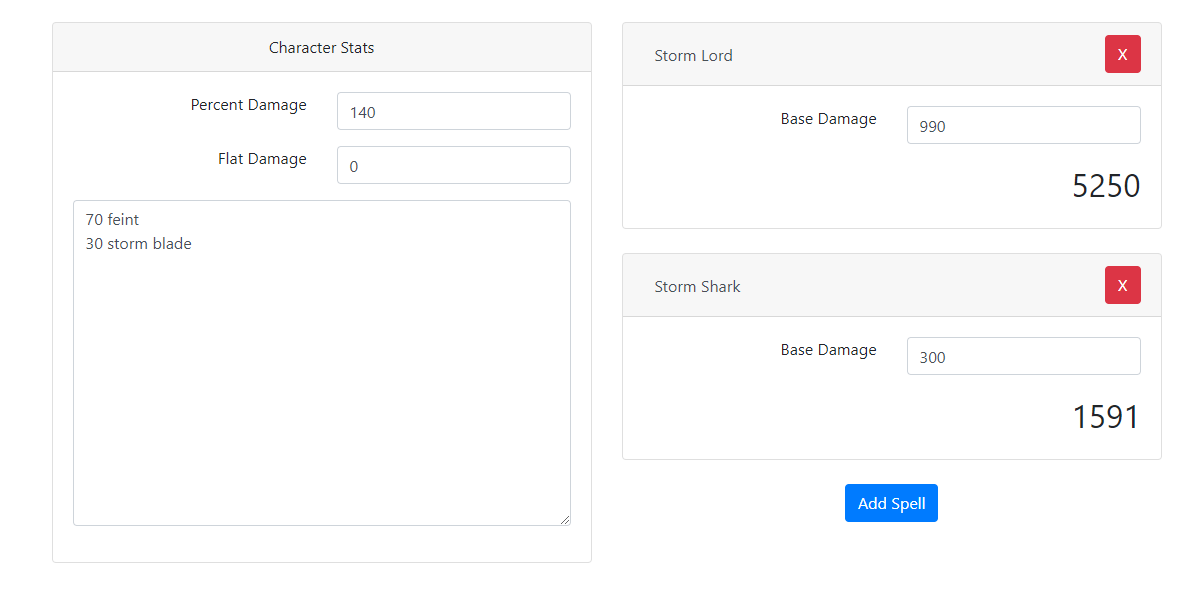 Character Stats
Percent Damage
140
Flat Damage
0
70 feint
30 storm blade
Storm Lord
X
Base Damage
990
5250
Storm Shark
X
Base Damage
300
1591
Add Spell